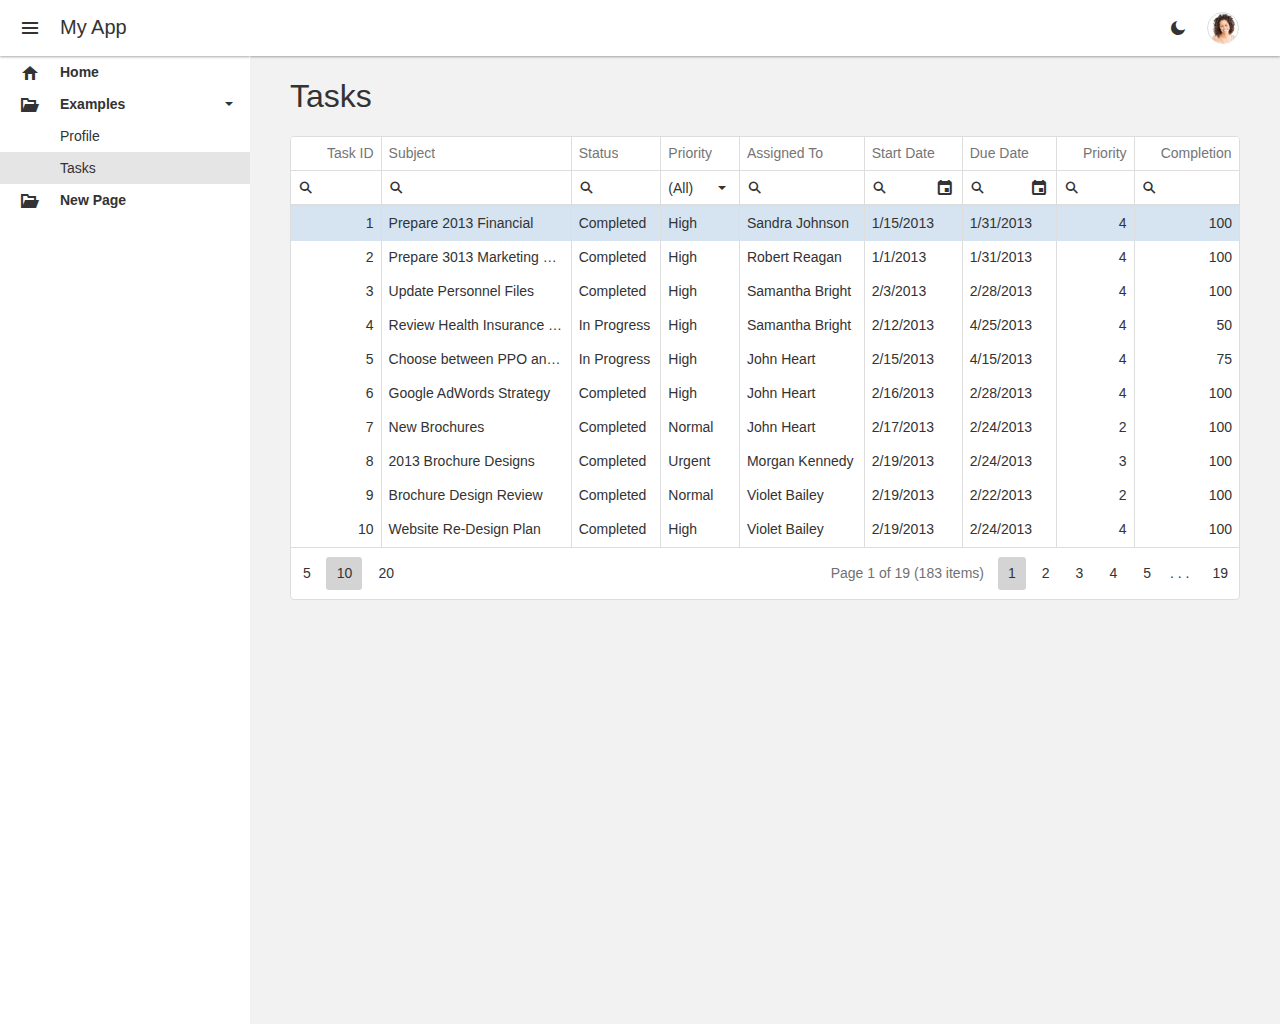 My App
Home
Examples
Profile
Tasks
New Page
Tasks
Task ID Subject Status Priority Assigned To Start Date Due Date Priority Completion
(All)
1 Prepare 2013 Financial Completed High Sandra Johnson 1/15/2013 1/31/2013 4 100
2 Prepare 3013 Marketing … Completed High Robert Reagan 1/1/2013 1/31/2013 4 100
3 Update Personnel Files Completed High Samantha Bright 2/3/2013 2/28/2013 4 100
4 Review Health Insurance … In Progress High Samantha Bright 2/12/2013 4/25/2013 4 50
5 Choose between PPO an… In Progress High John Heart 2/15/2013 4/15/2013 4 75
6 Google AdWords Strategy Completed High John Heart 2/16/2013 2/28/2013 4 100
7 New Brochures Completed Normal John Heart 2/17/2013 2/24/2013 2 100
8 2013 Brochure Designs Completed Urgent Morgan Kennedy 2/19/2013 2/24/2013 3 100
9 Brochure Design Review Completed Normal Violet Bailey 2/19/2013 2/22/2013 2 100
10 Website Re-Design Plan Completed High Violet Bailey 2/19/2013 2/24/2013 4 100
5 10 20 Page 1 of 19 (183 items) 1 2 3 4 5 . . . 19